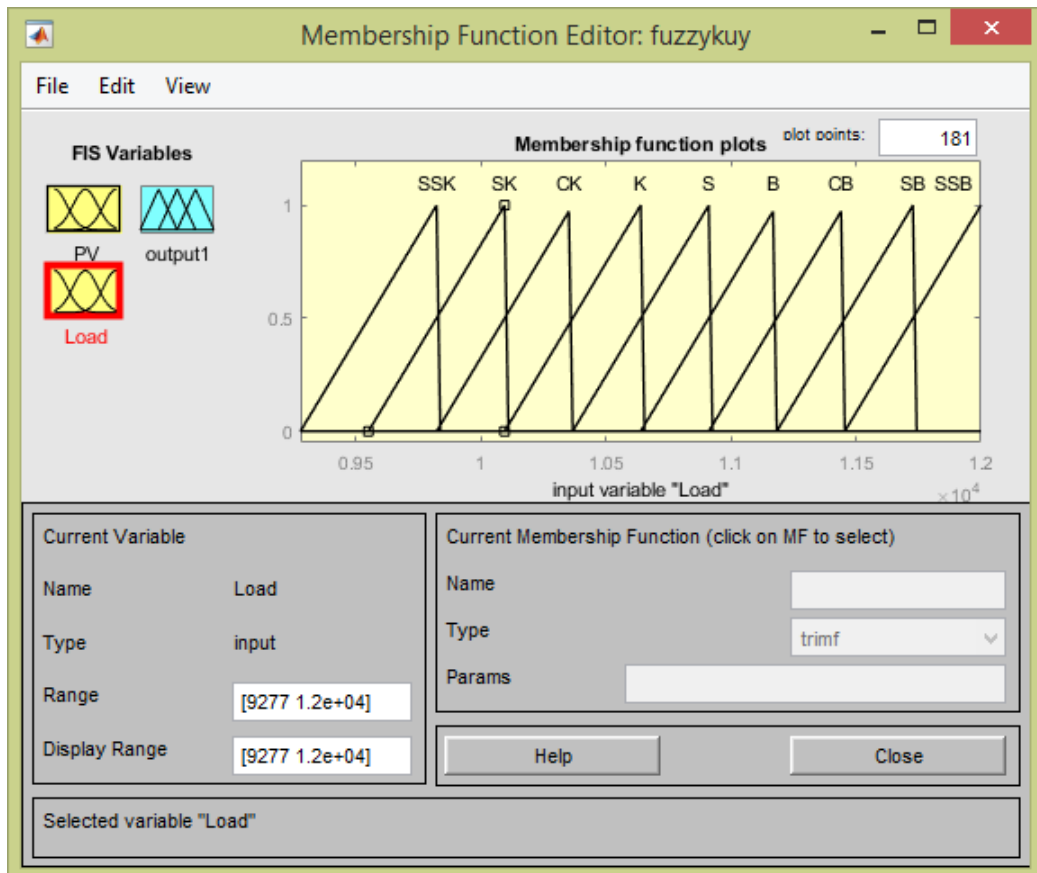 Membership Function Editor: fuzzykuy
File Edit View
FIS Variables
PV
output1
Load
Membership function plots
plot points:
181
SSK SK CK K S B CB SB SSB
1
0.5
0
0.95 1 1.05 1.1 1.15 1.2
input variable "Load"
×10^4
Current Variable
Name Load
Type input
Range [9277 1.2e+04]
Display Range [9277 1.2e+04]
Current Membership Function (click on MF to select)
Name
Type trimf
Params
Help
Close
Selected variable "Load"